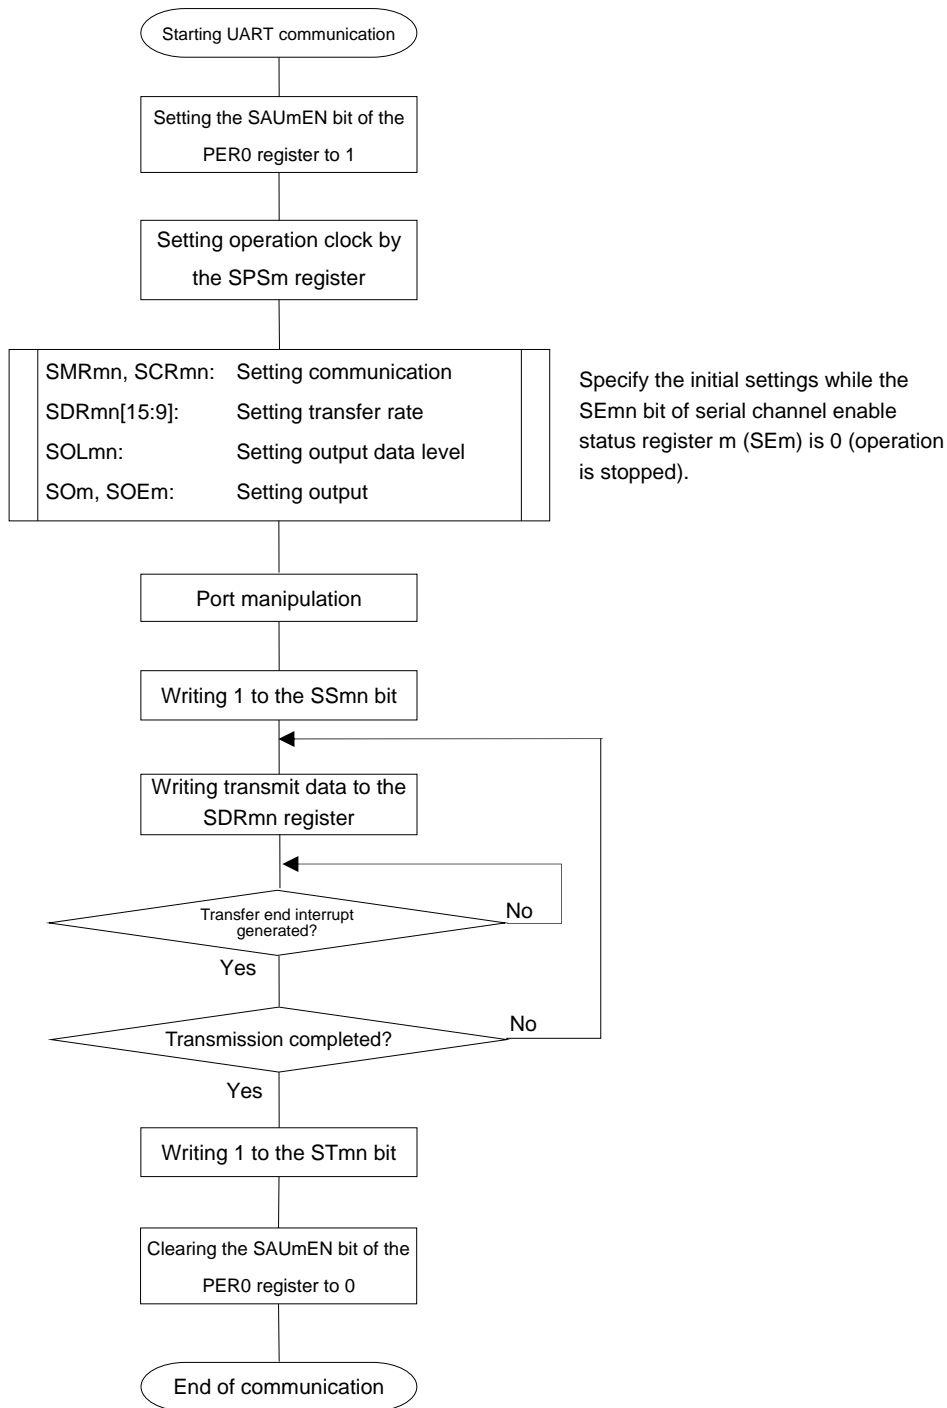 Starting UART communication
Setting the SAUmEN bit of the
PER0 register to 1
Setting operation clock by
the SPSm register
SMRmn, SCRmn: Setting communication
SDRmn[15:9]: Setting transfer rate
SOLmn: Setting output data level
SOm, SOEm: Setting output
Specify the initial settings while the
SEmn bit of serial channel enable
status register m (SEm) is 0 (operation
is stopped).
Port manipulation
Writing 1 to the SSmn bit
Writing transmit data to the
SDRmn register
Transfer end interrupt
generated?
No
Yes
Transmission completed?
No
Yes
Writing 1 to the STmn bit
Clearing the SAUmEN bit of the
PER0 register to 0
End of communication